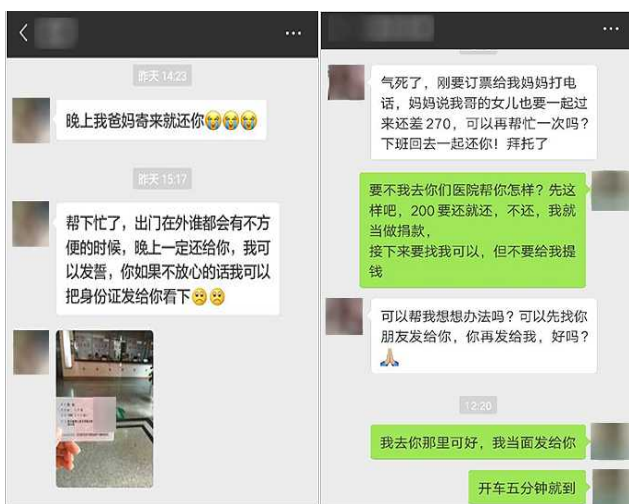 昨天 14:23
晚上我爸妈寄来就还你😭😭😭
昨天 15:17
帮下忙了，出门在外谁都会有不方
便的时候，晚上一定还给你，我可
以发誓，你如果不放心的话我可以
把身份证发给你看下🥺🥺
气死了，刚要订票给我妈妈打电
话，妈妈说我哥的女儿也要一起过
来还差270，可以再帮忙一次吗？
下班回去一起还你！拜托了
要不我去你们医院帮你怎样？先这
样吧，200要还就还，不还，我就
当做捐款，
接下来要找我可以，但不要给我提
钱
可以帮我想想办法吗？可以先找你
朋友发给你，你再发给我，好吗？
🙏🏻
12:20
我去你那里可好，我当面发给你
开车五分钟就到